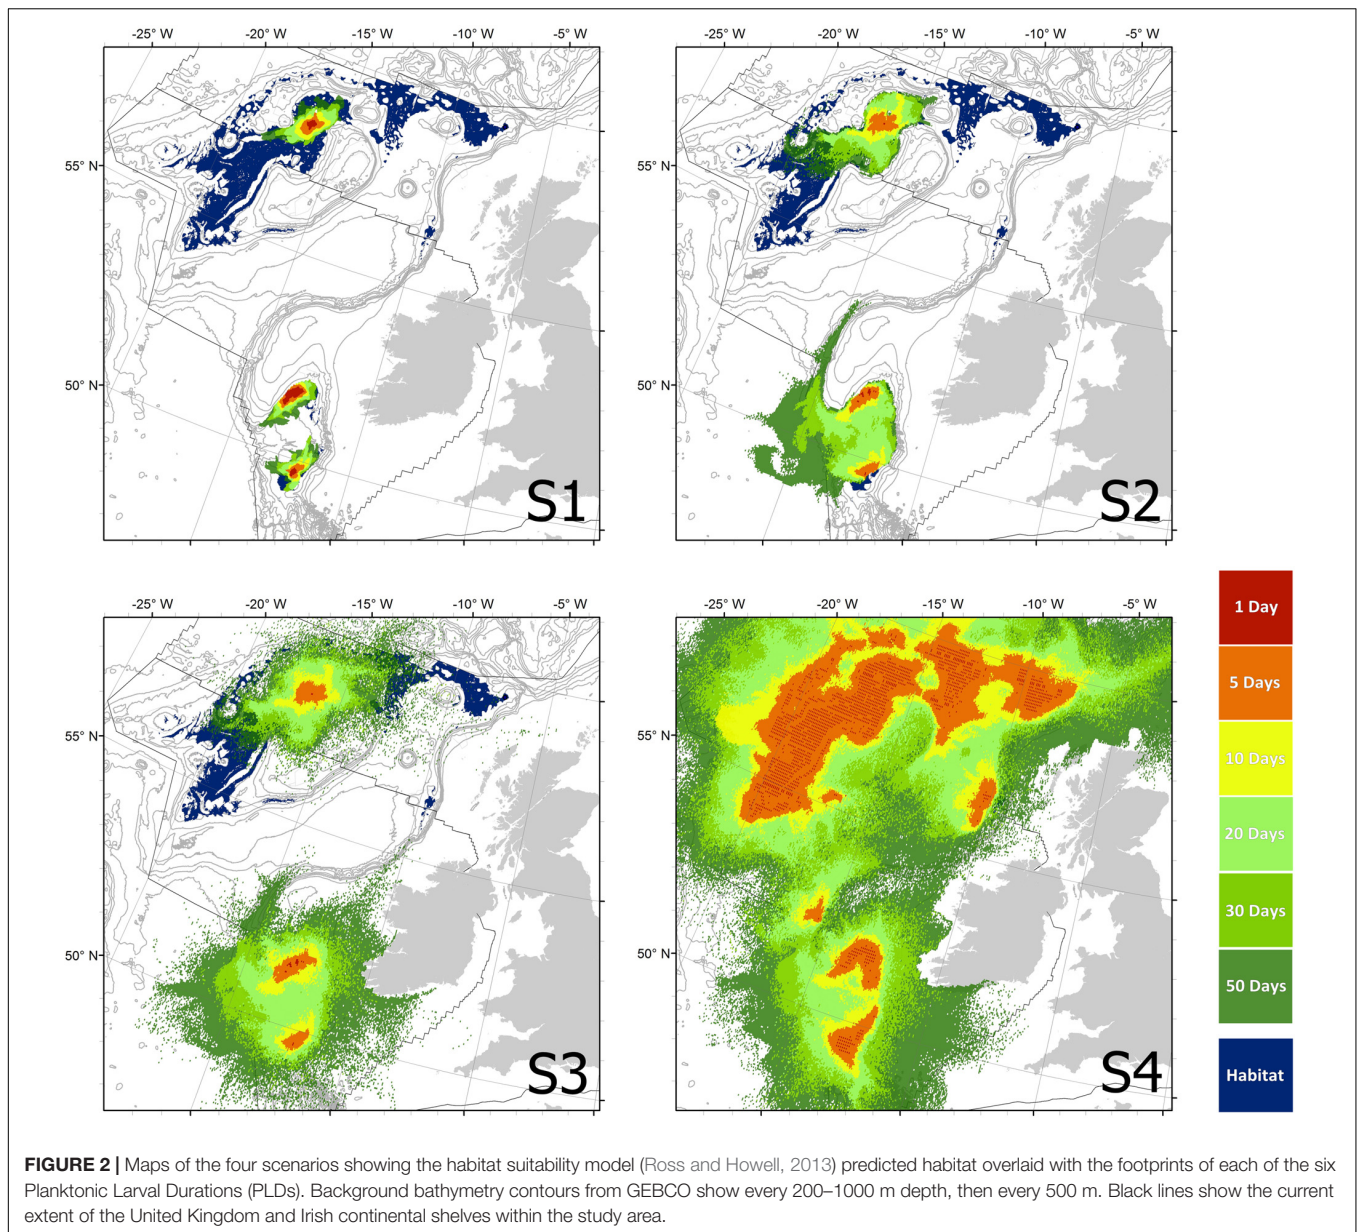 -25° W -20° W -15° W -10° W -5° W
55° N
50° N
S1
-25° W -20° W -15° W -10° W -5° W
55° N
50° N
S2
-25° W -20° W -15° W -10° W -5° W
55° N
50° N
S3
-25° W -20° W -15° W -10° W -5° W
55° N
50° N
S4
1 Day
5 Days
10 Days
20 Days
30 Days
50 Days
Habitat
FIGURE 2 | Maps of the four scenarios showing the habitat suitability model (Ross and Howell, 2013) predicted habitat overlaid with the footprints of each of the six
Planktonic Larval Durations (PLDs). Background bathymetry contours from GEBCO show every 200–1000 m depth, then every 500 m. Black lines show the current
extent of the United Kingdom and Irish continental shelves within the study area.